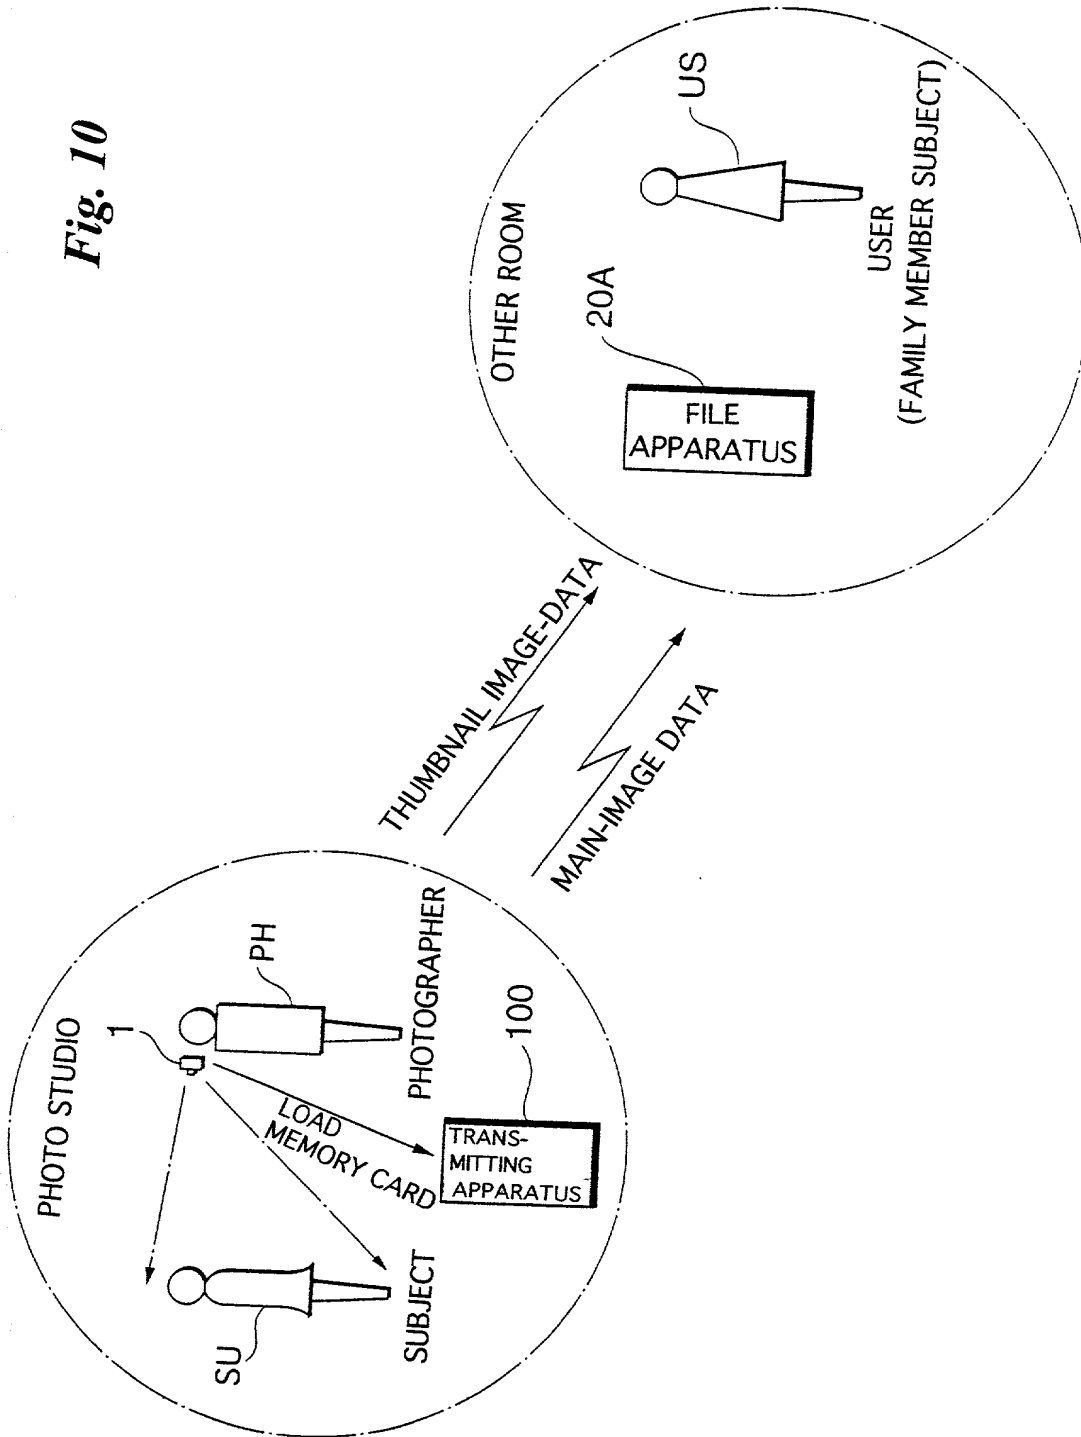 Fig. 10
PHOTO STUDIO
1
PH
PHOTOGRAPHER
SU
SUBJECT
LOAD
MEMORY CARD
100
TRANS-
MITTING
APPARATUS
THUMBNAIL IMAGE-DATA
MAIN-IMAGE DATA
OTHER ROOM
20A
FILE
APPARATUS
US
USER
(FAMILY MEMBER SUBJECT)